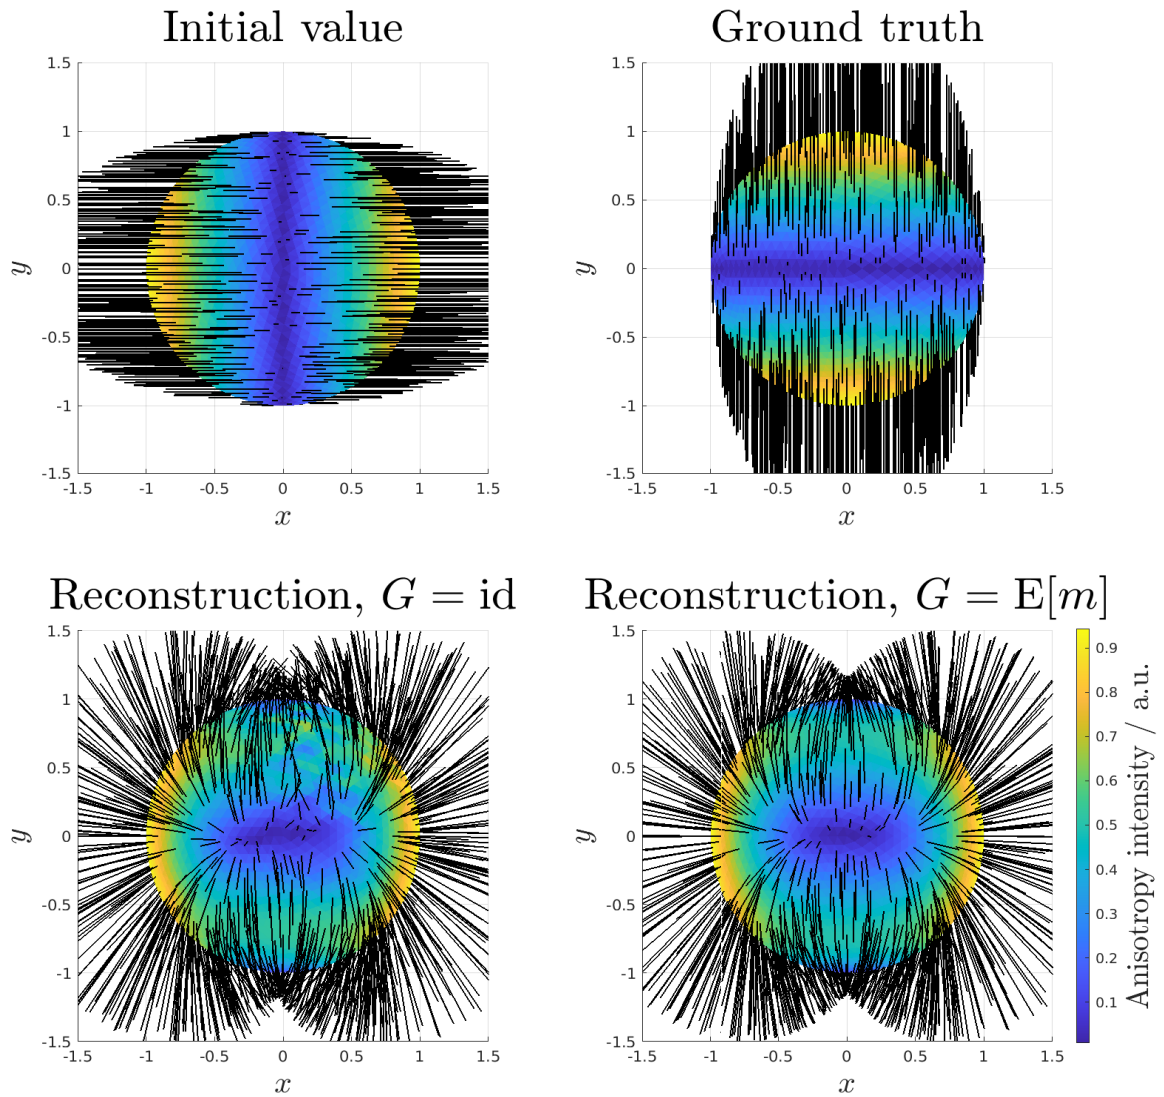 Initial value
1.5
1
0.5
0
-0.5
-1
-1.5
y
-1.5 -1 -0.5 0 0.5 1 1.5
x
Ground truth
1.5
1
0.5
0
-0.5
-1
-1.5
y
-1.5 -1 -0.5 0 0.5 1 1.5
x
Reconstruction, G = id
1.5
1
0.5
0
-0.5
-1
-1.5
y
-1.5 -1 -0.5 0 0.5 1 1.5
x
Reconstruction, G = E[m]
1.5
1
0.5
0
-0.5
-1
-1.5
y
-1.5 -1 -0.5 0 0.5 1 1.5
x
0.9
0.8
0.7
0.6
0.5
0.4
0.3
0.2
0.1
Anisotropy intensity / a.u.